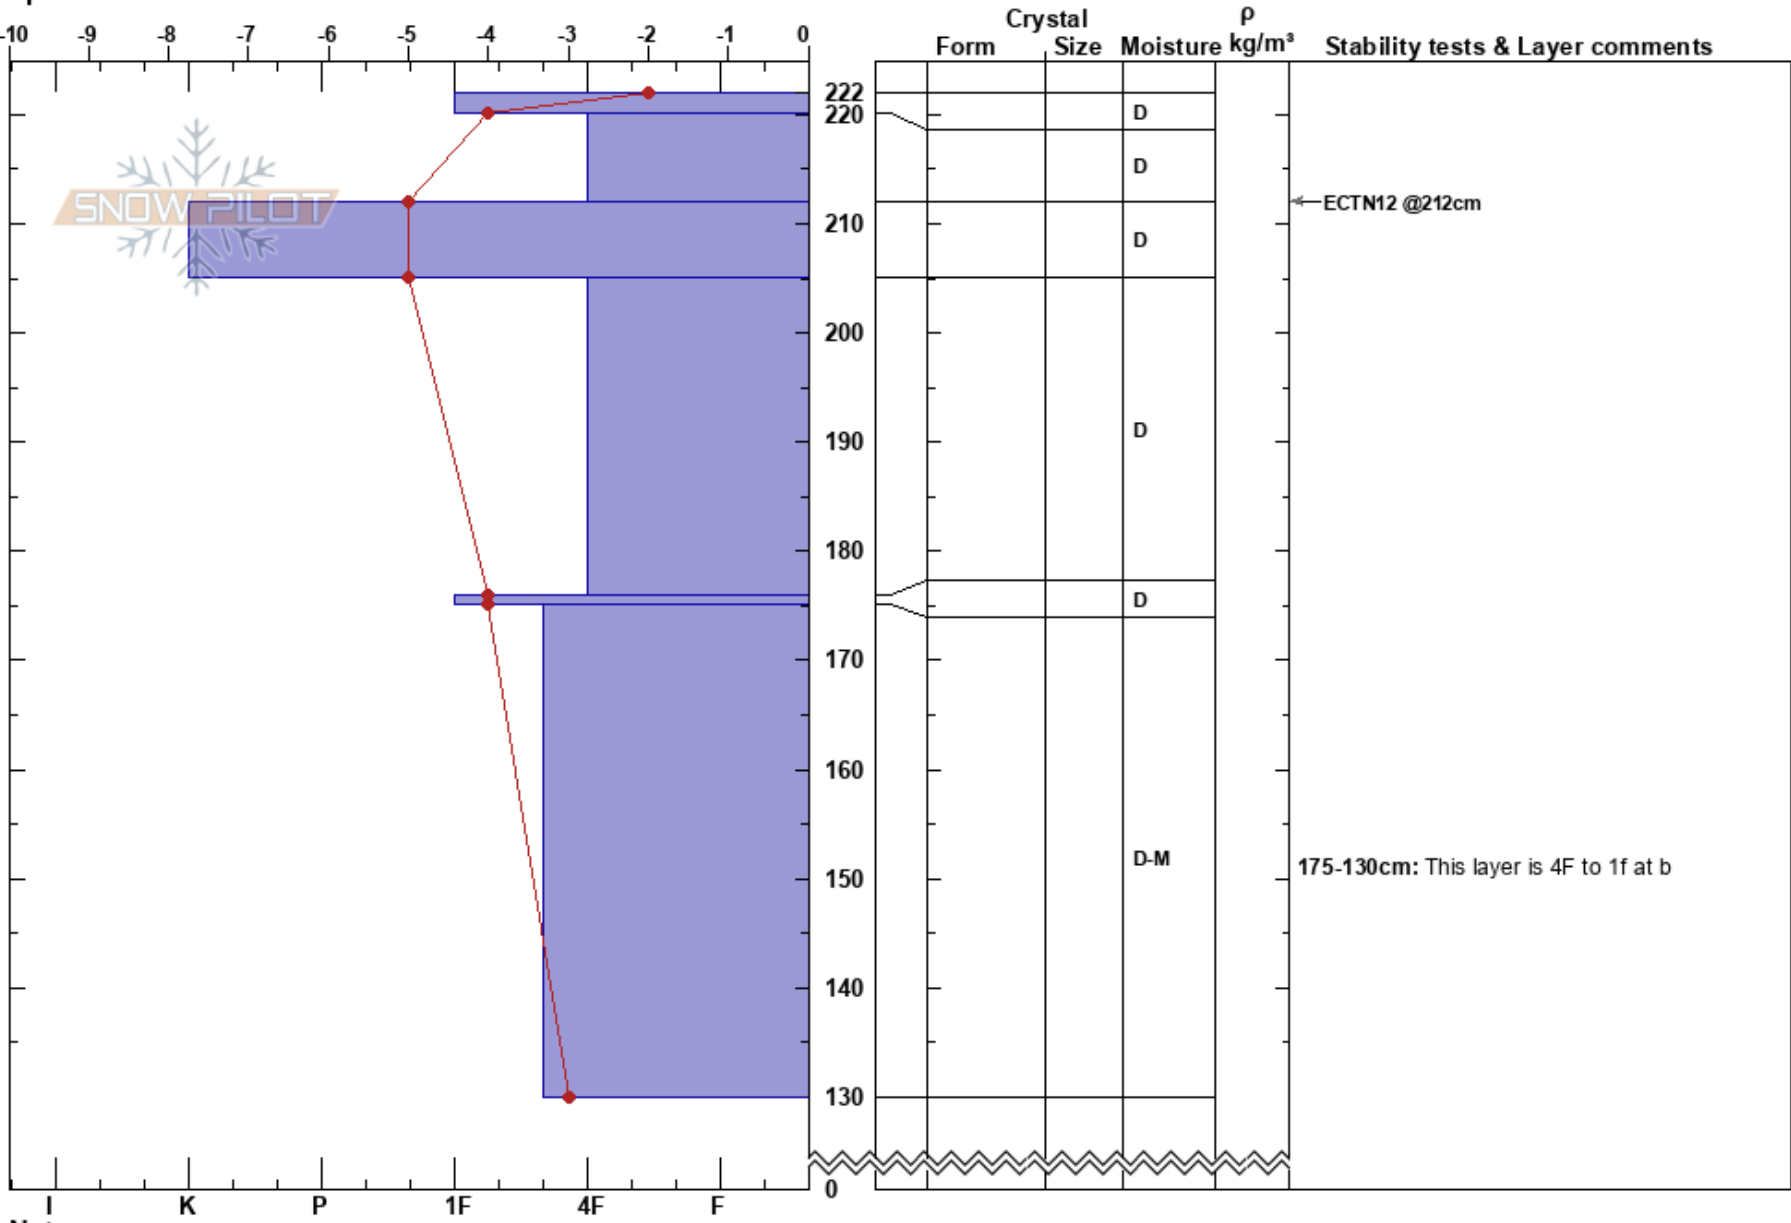 Crystal ρ
-10 -9 -8 -7 -6 -5 -4 -3 -2 -1 0
Form Size Moisture kg/m³ Stability tests & Layer comments
222
220 D
D
SNOW PILOT
ECTN12 @212cm
210
D
200
190
D
180
D
170
160
D-M
175-130cm: This layer is 4F to 1f at b
150
140
130
0
I K P 1F 4F F